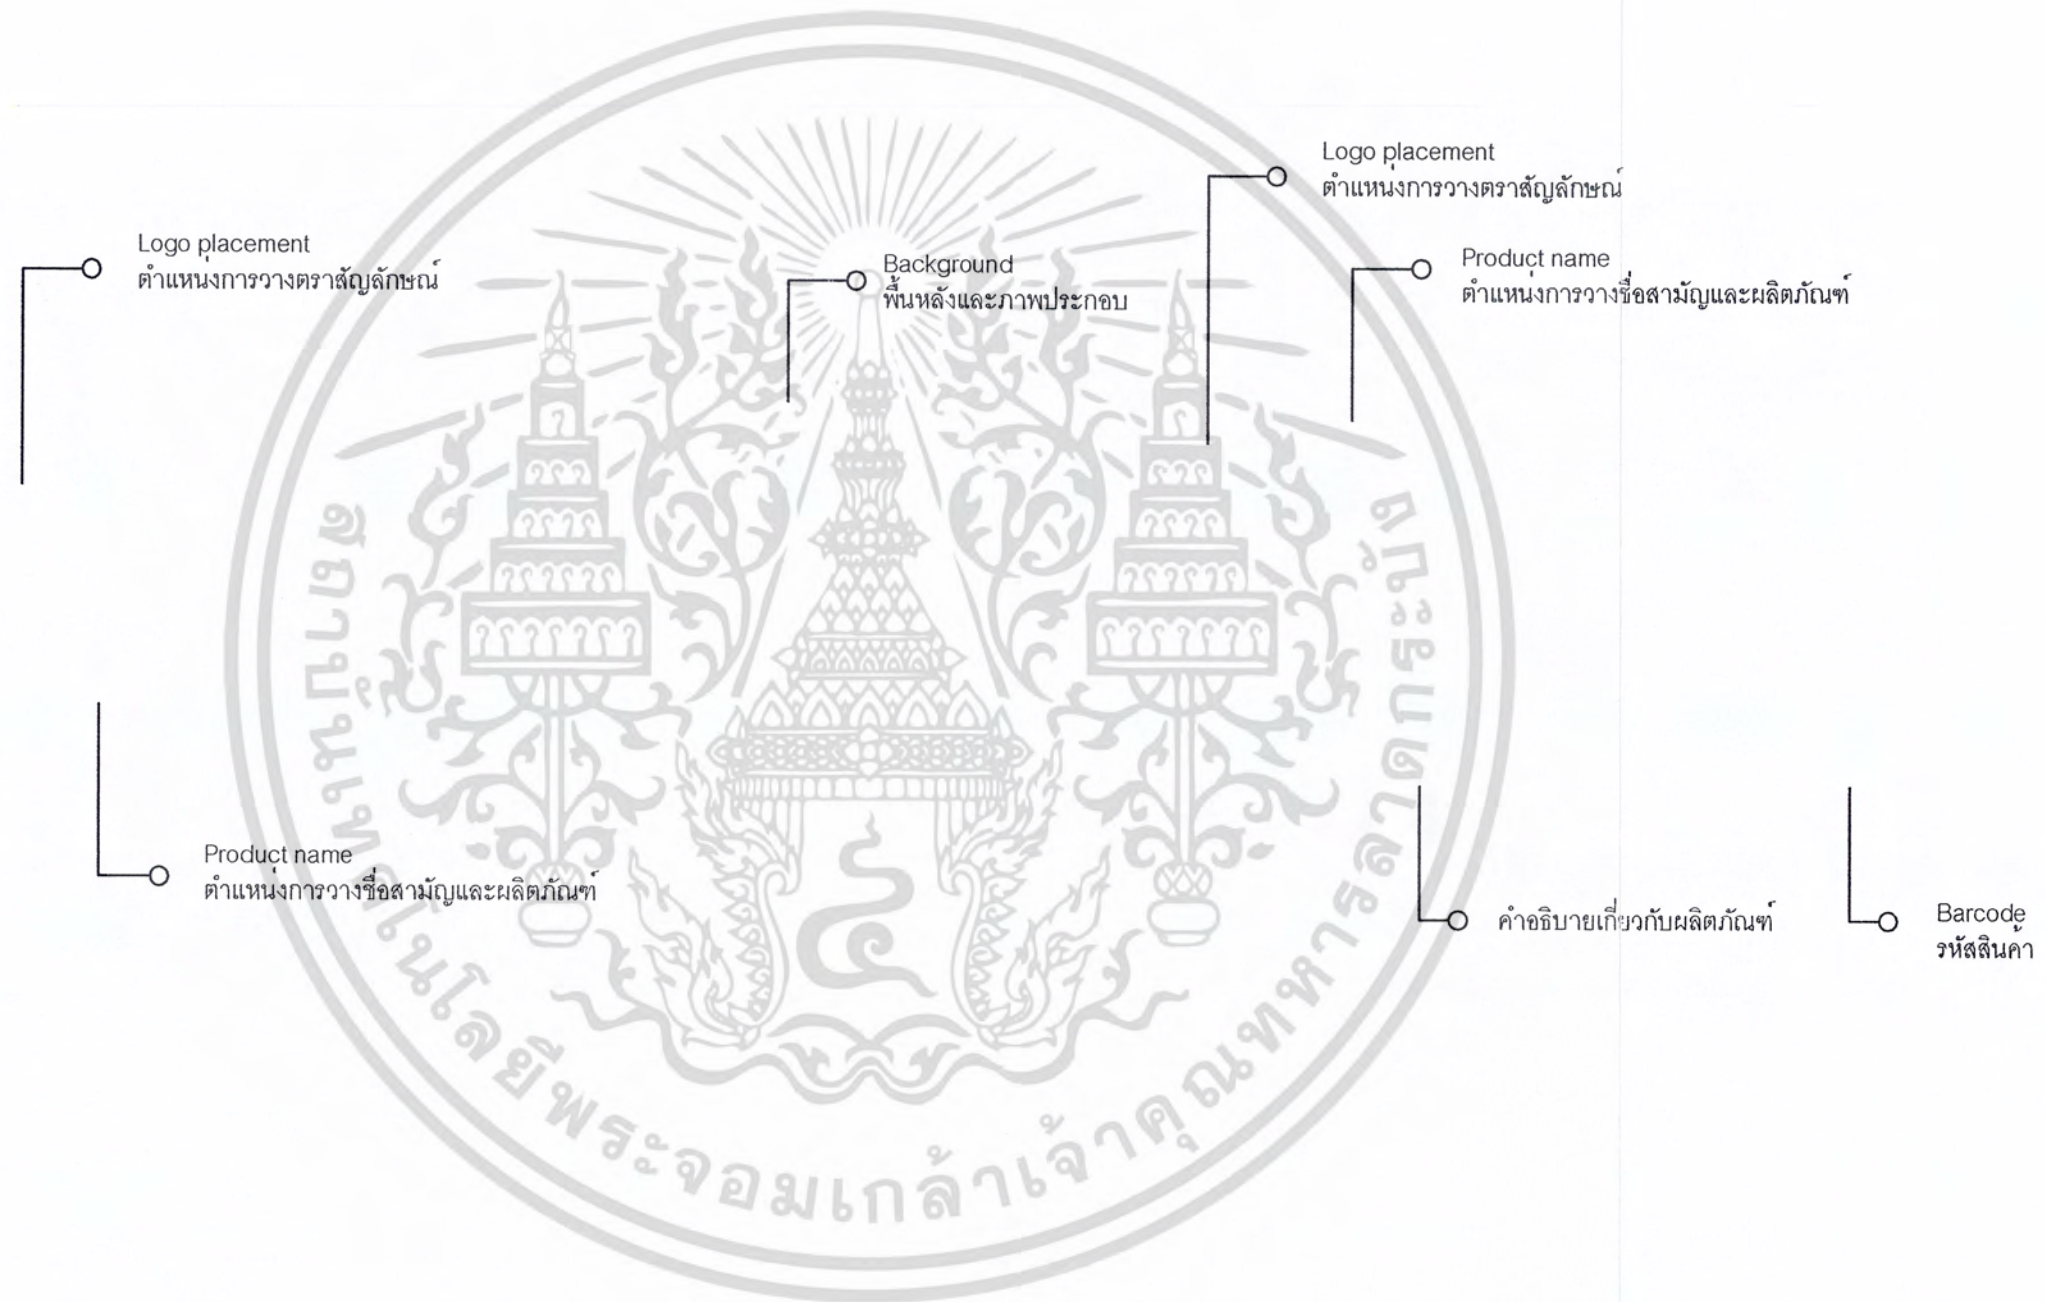 Logo placement
ตำแหน่งการวางตราสัญลักษณ์
Product name
ตำแหน่งการวางชื่อสามัญและผลิตภัณฑ์
Background
พื้นหลังและภาพประกอบ
Logo placement
ตำแหน่งการวางตราสัญลักษณ์
Product name
ตำแหน่งการวางชื่อสามัญและผลิตภัณฑ์
คำอธิบายเกี่ยวกับผลิตภัณฑ์
Barcode
รหัสสินค้า
สถาบันเทคโนโลยีพระจอมเกล้าเจ้าคุณทหารลาดกระบัง
๔